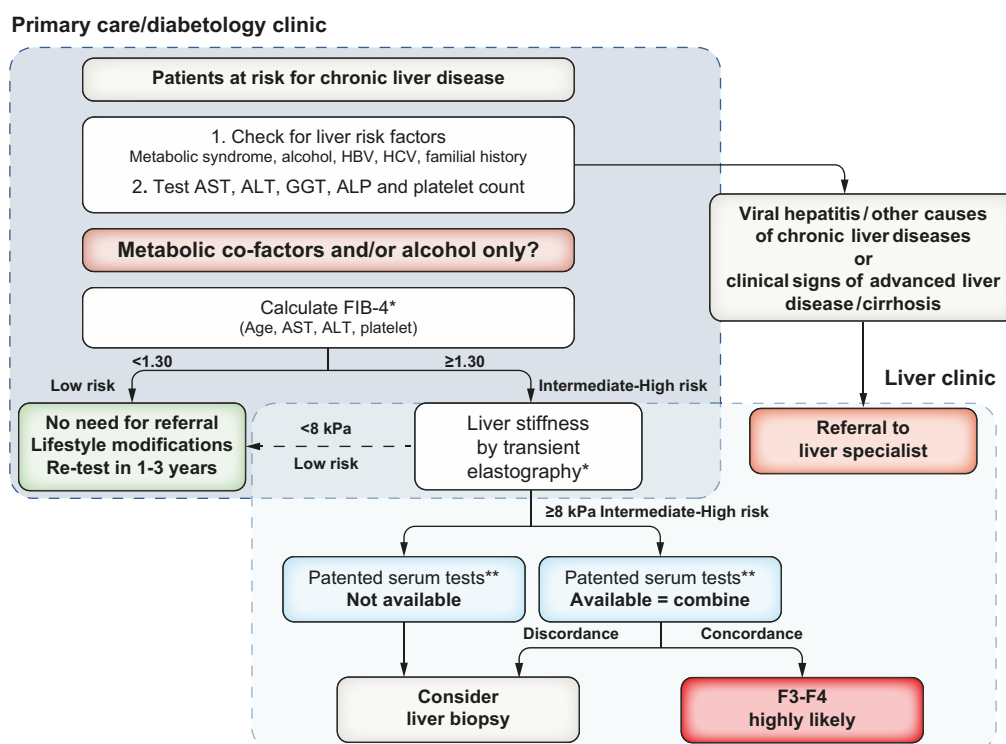 Primary care/diabetology clinic
Patients at risk for chronic liver disease
1. Check for liver risk factors
Metabolic syndrome, alcohol, HBV, HCV, familial history
2. Test AST, ALT, GGT, ALP and platelet count
Viral hepatitis/other causes
of chronic liver diseases
or
clinical signs of advanced liver
disease/cirrhosis
Metabolic co-factors and/or alcohol only?
Calculate FIB-4*
(Age, AST, ALT, platelet)
<1.30
≥1.30
Low risk
Intermediate-High risk
Liver clinic
No need for referral
Lifestyle modifications
Re-test in 1-3 years
<8 kPa
Low risk
Liver stiffness
by transient
elastography*
Referral to
liver specialist
≥8 kPa Intermediate-High risk
Patented serum tests**
Not available
Patented serum tests**
Available = combine
Discordance
Concordance
Consider
liver biopsy
F3-F4
highly likely